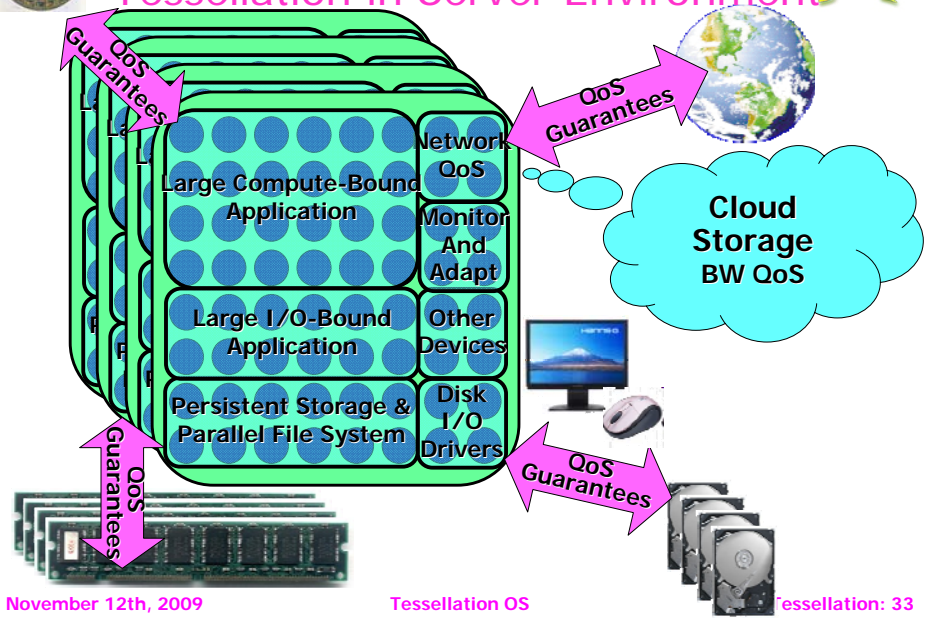 Tessellation in Server Environment
QoS
Guarantees
QoS
Guarantees
Large Compute-Bound
Application
Network
QoS
Monitor
And
Adapt
Large I/O-Bound
Application
Other
Devices
Persistent Storage &
Parallel File System
Disk
I/O
Drivers
Cloud
Storage
BW QoS
QoS
Guarantees
QoS
Guarantees
November 12th, 2009
Tessellation OS
Tessellation: 33